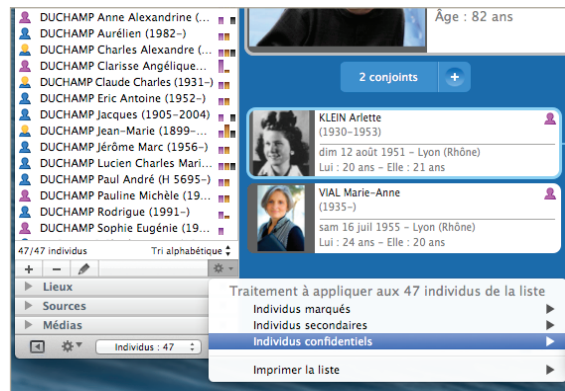 DUCHAMP Anne Alexandrine (...
DUCHAMP Aurélien (1982-)
DUCHAMP Charles Alexandre (...
DUCHAMP Clarisse Angélique...
DUCHAMP Claude Charles (1931-)
DUCHAMP Eric Antoine (1952-)
DUCHAMP Jacques (1905-2004)
DUCHAMP Jean-Marie (1899-...
DUCHAMP Jérôme Marc (1956-)
DUCHAMP Lucien Charles Mari...
DUCHAMP Paul André (H 5695-)
DUCHAMP Pauline Michèle (19...
DUCHAMP Rodrigue (1991-)
DUCHAMP Sophie Eugénie (19...
47/47 individus Tri alphabétique
Lieux
Sources
Médias
Individus : 47
Âge : 82 ans
2 conjoints +
KLEIN Arlette
(1930-1953)
dim 12 août 1951 - Lyon (Rhône)
Lui : 20 ans - Elle : 21 ans
VIAL Marie-Anne
(1935-)
sam 16 juil 1955 - Lyon (Rhône)
Lui : 24 ans - Elle : 20 ans
Traitement à appliquer aux 47 individus de la liste
Individus marqués
Individus secondaires
Individus confidentiels
Imprimer la liste